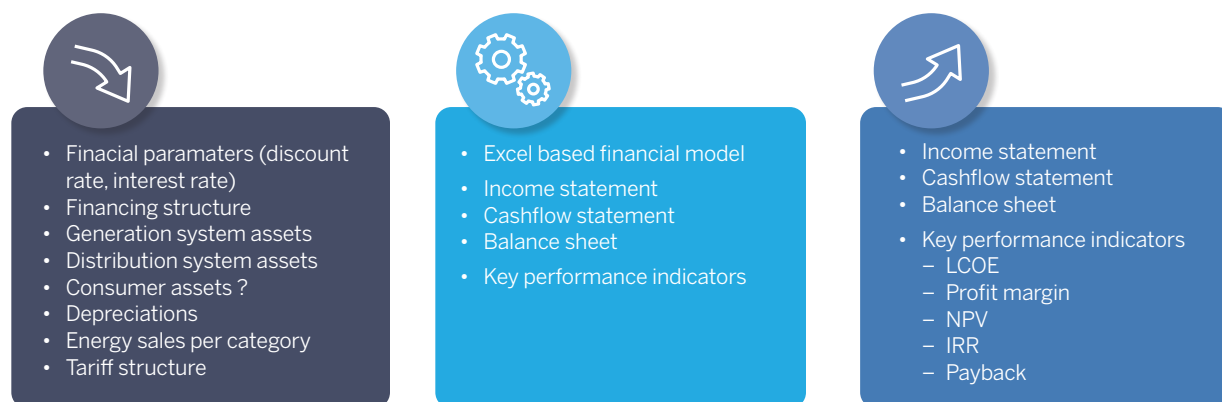 • Finacial paramaters (discount
rate, interest rate)
• Financing structure
• Generation system assets
• Distribution system assets
• Consumer assets ?
• Depreciations
• Energy sales per category
• Tariff structure
• Excel based financial model
• Income statement
• Cashflow statement
• Balance sheet
• Key performance indicators
• Income statement
• Cashflow statement
• Balance sheet
• Key performance indicators
– LCOE
– Profit margin
– NPV
– IRR
– Payback